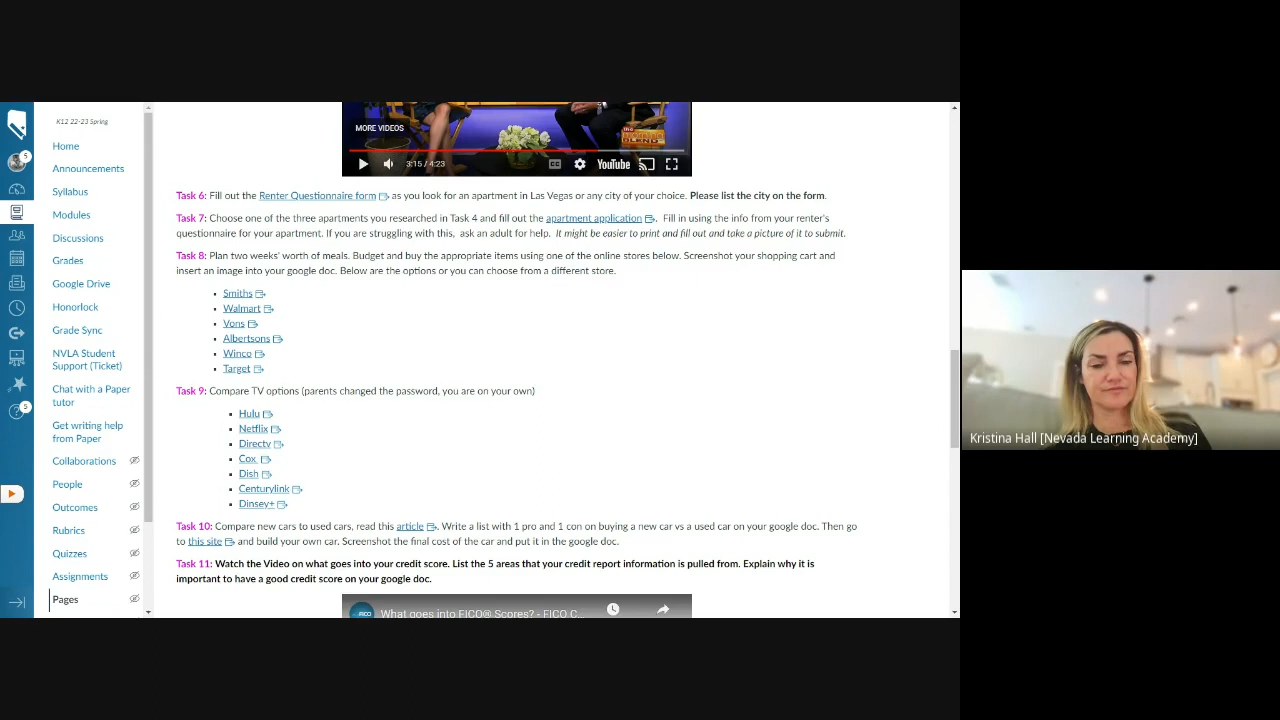 K12 22-23 Spring
Home
Announcements
Syllabus
Modules
Discussions
Grades
Google Drive
Honorlock
Grade Sync
NVLA Student
Support (Ticket)
Chat with a Paper
tutor
Get writing help
from Paper
Collaborations
People
Outcomes
Rubrics
Quizzes
Assignments
Pages
5
5
MORE VIDEOS
3:15 / 4:23
CC
YouTube
Task 6: Fill out the Renter Questionnaire form as you look for an apartment in Las Vegas or any city of your choice. Please list the city on the form.
Task 7: Choose one of the three apartments you researched in Task 4 and fill out the apartment application . Fill in using the info from your renter's
questionnaire for your apartment. If you are struggling with this, ask an adult for help. It might be easier to print and fill out and take a picture of it to submit.
Task 8: Plan two weeks' worth of meals. Budget and buy the appropriate items using one of the online stores below. Screenshot your shopping cart and
insert an image into your google doc. Below are the options or you can choose from a different store.
Smiths
Walmart
Vons
Albertsons
Winco
Target
Task 9: Compare TV options (parents changed the password, you are on your own)
Hulu
Netflix
Directv
Cox
Dish
Centurylink
Dinsey+
Task 10: Compare new cars to used cars, read this article . Write a list with 1 pro and 1 con on buying a new car vs a used car on your google doc. Then go
to this site and build your own car. Screenshot the final cost of the car and put it in the google doc.
Task 11: Watch the Video on what goes into your credit score. List the 5 areas that your credit report information is pulled from. Explain why it is
important to have a good credit score on your google doc.
FICO
What goes into FICO® Scores? - FICO C...
Kristina Hall [Nevada Learning Academy]